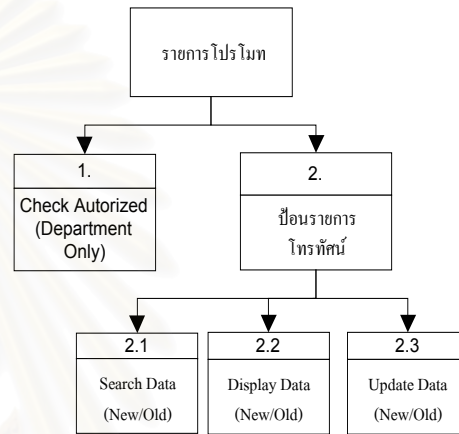 รายการโปรโมท
1.
Check Autorized
(Department
Only)
2.
ป้อนรายการ
โทรทัศน์
2.1
Search Data
(New/Old)
2.2
Display Data
(New/Old)
2.3
Update Data
(New/Old)